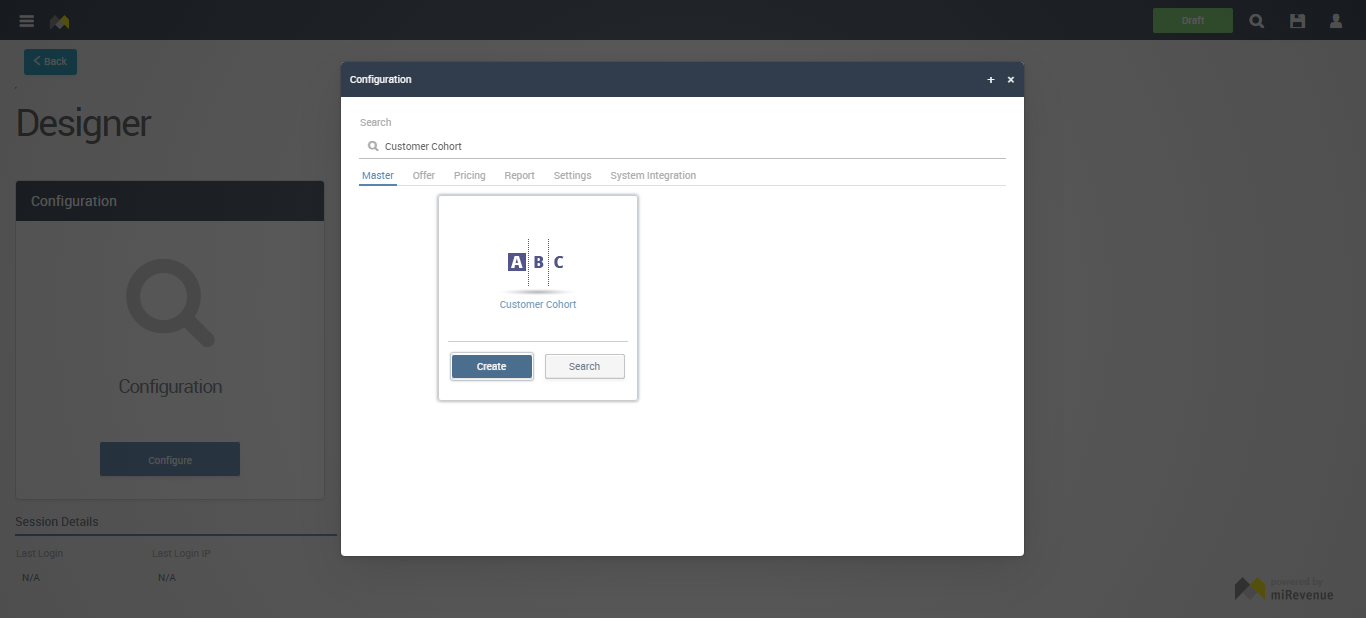 Draft
Back
Designer
Configuration
Configuration
Configure
Session Details
Last Login
Last Login IP
N/A
N/A
Configuration
+ ×
Search
Customer Cohort
Master Offer Pricing Report Settings System Integration
A B C
Customer Cohort
Create
Search
powered by
miRevenue